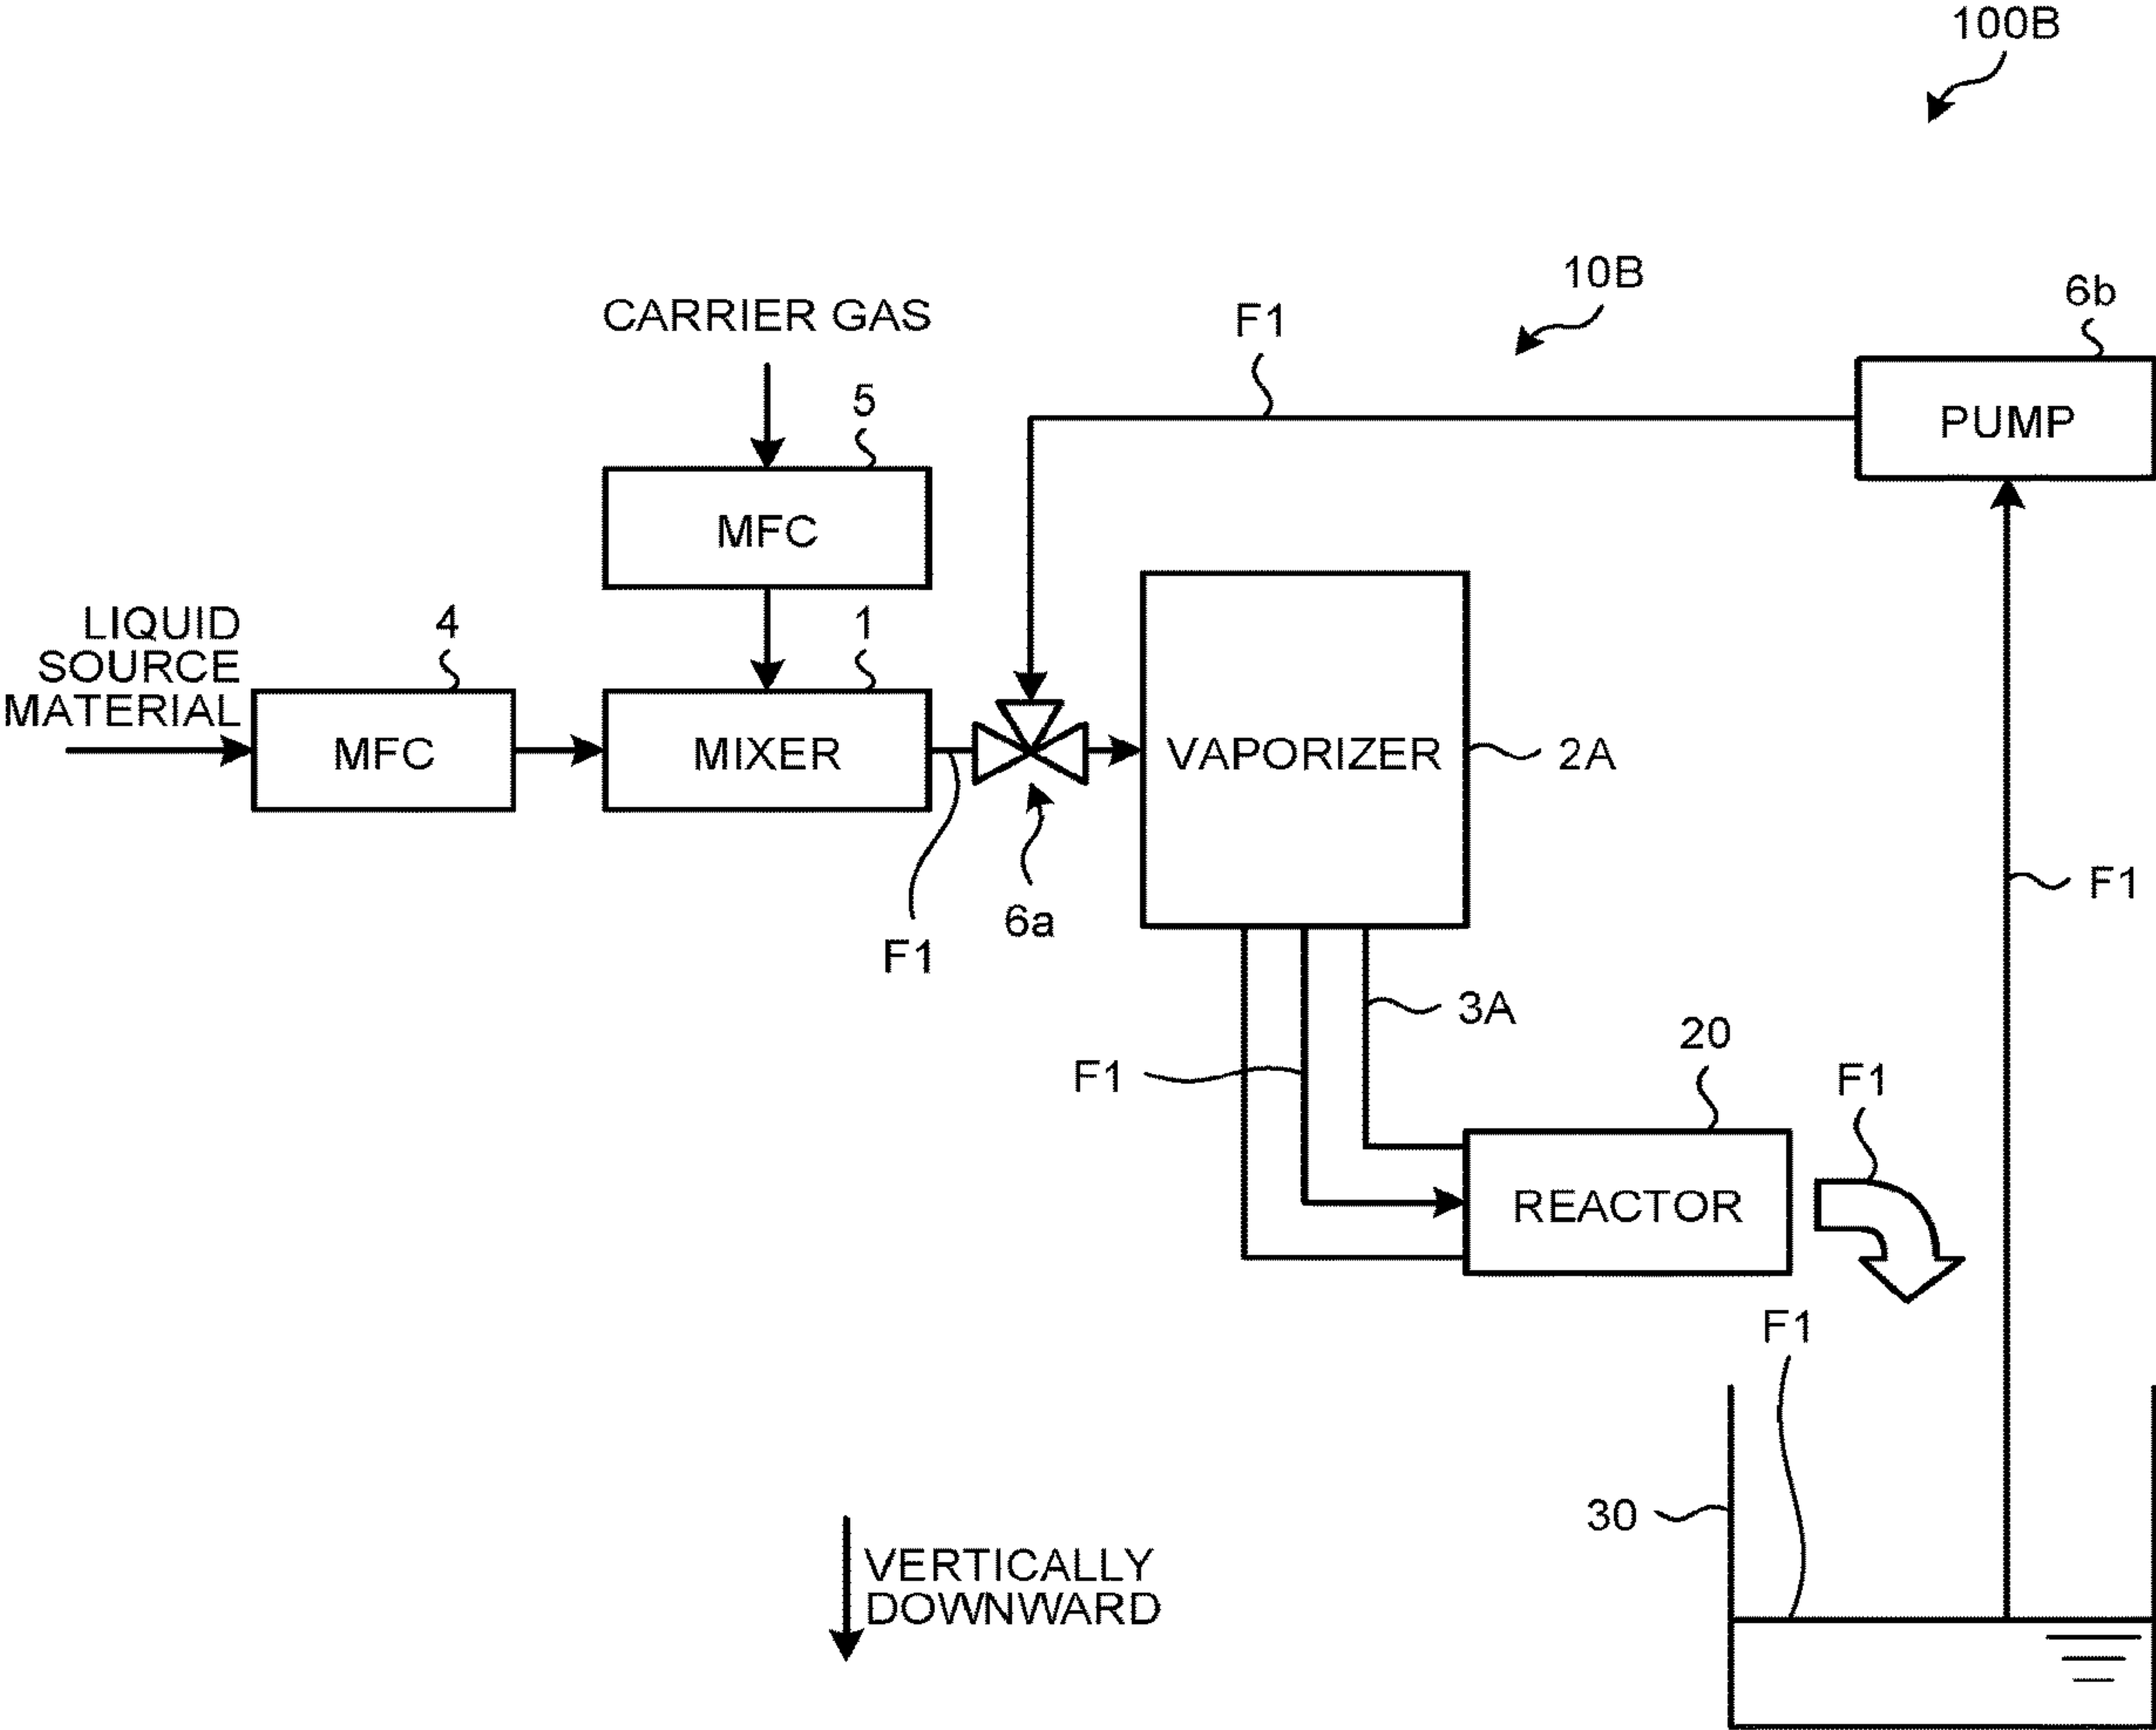 100B
10B
6b
F1
CARRIER GAS
5
PUMP
MFC
LIQUID
SOURCE
MATERIAL
4
1
MFC
MIXER
VAPORIZER
2A
F1
6a
F1
3A
F1
20
F1
REACTOR
F1
30
VERTICALLY
DOWNWARD